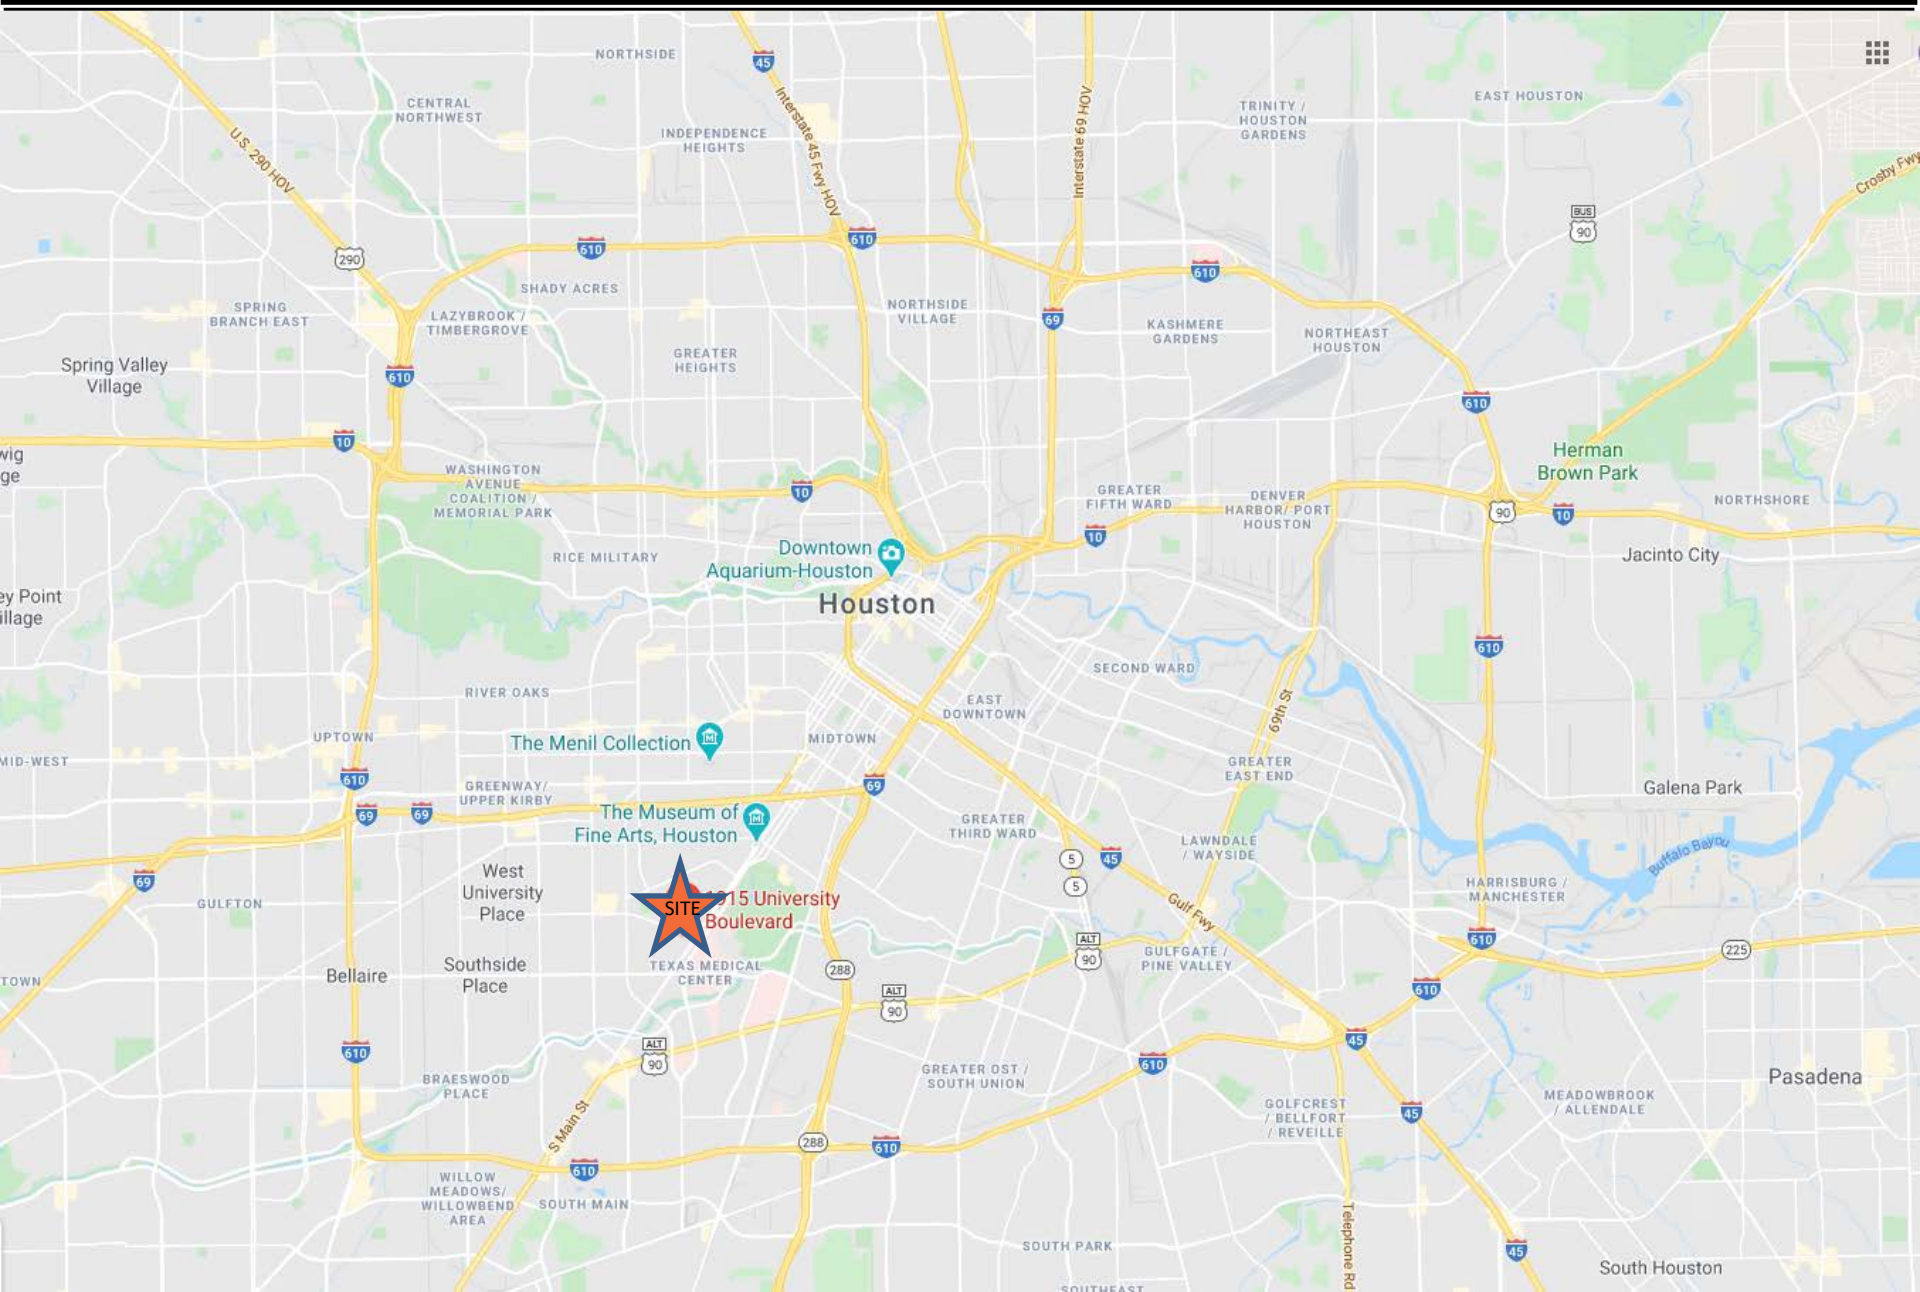 NORTHSIDE
45
CENTRAL
NORTHWEST
Interstate 45 Fwy HOV
Interstate 69 HOV
TRINITY /
HOUSTON
GARDENS
EAST HOUSTON
INDEPENDENCE
HEIGHTS
U.S. 290 HOV
Crosby Fwy
BUS
90
290
610
610
610
SHADY ACRES
SPRING
BRANCH EAST
LAZYBROOK /
TIMBERGROVE
NORTHSIDE
VILLAGE
69
KASHMERE
GARDENS
NORTHEAST
HOUSTON
Spring Valley
Village
GREATER
HEIGHTS
610
610
10
wig
ge
Herman
Brown Park
WASHINGTON
AVENUE
COALITION /
MEMORIAL PARK
10
GREATER
FIFTH WARD
DENVER
HARBOR/ PORT
HOUSTON
90
10
NORTHSHORE
10
RICE MILITARY
Downtown
Aquarium-Houston
Jacinto City
Houston
ey Point
illage
610
SECOND WARD
RIVER OAKS
EAST
DOWNTOWN
69th St
UPTOWN
The Menil Collection
M
MIDTOWN
MID-WEST
GREATER
EAST END
610
GREENWAY/
UPPER KIRBY
69
Galena Park
69
69
The Museum of
Fine Arts, Houston
M
GREATER
THIRD WARD
LAWNDALE
/ WAYSIDE
5
45
5
Buffalo Bayou
West
University
Place
69
GULFTON
SITE
1915 University
Boulevard
Gulf Fwy
HARRISBURG /
MANCHESTER
610
225
ALT
90
GULFGATE /
PINE VALLEY
TOWN
Bellaire
Southside
Place
TEXAS MEDICAL
CENTER
288
ALT
90
610
45
610
ALT
90
610
GREATER OST /
SOUTH UNION
BRAESWOOD
PLACE
Pasadena
MEADOWBROOK
/ ALLENDALE
45
GOLFCREST
/ BELLFORT
/ REVEILLE
S Main St
288
610
610
WILLOW
MEADOWS/
WILLOWBEND
AREA
SOUTH MAIN
Telephone Rd
SOUTH PARK
45
South Houston
SOUTHEAST